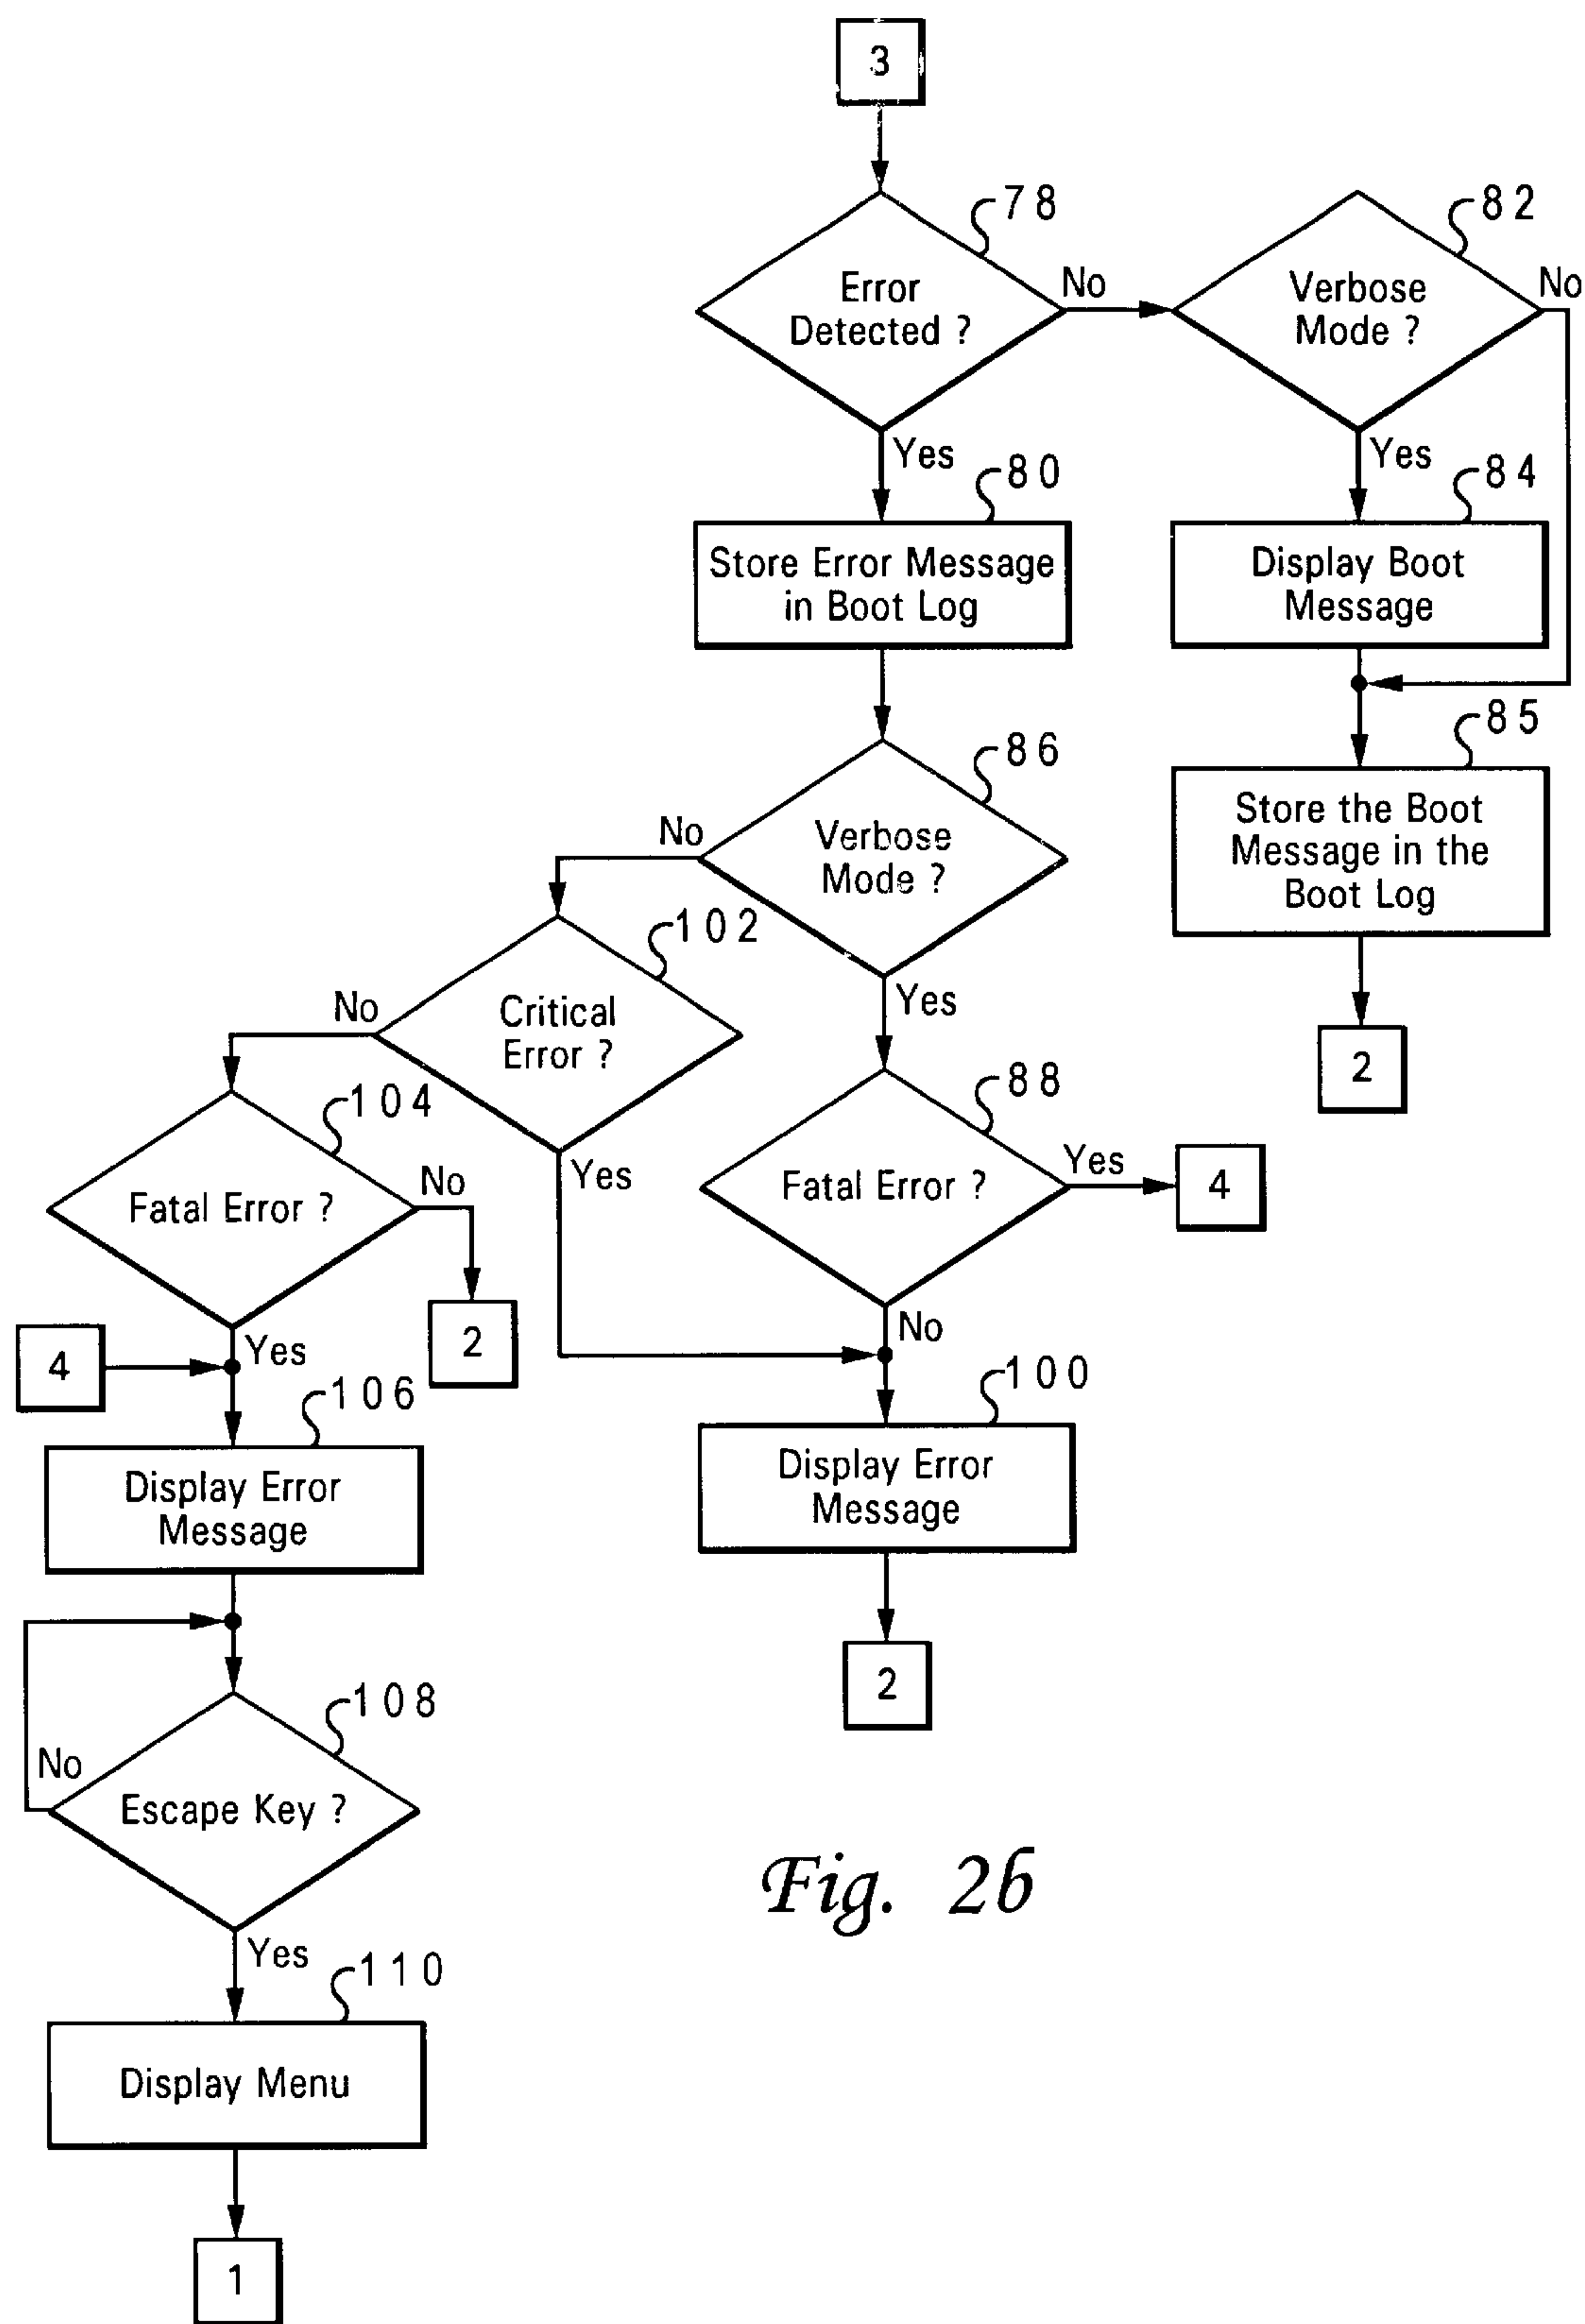 3
78
82
Error
Detected ?
No
Verbose
Mode ?
No
Yes
80
Yes
84
Store Error Message
in Boot Log
Display Boot
Message
85
86
Store the Boot
Message in the
Boot Log
No
Verbose
Mode ?
102
Yes
2
No
Critical
Error ?
88
104
Yes
Fatal Error ?
Yes
4
Fatal Error ?
No
2
No
4
Yes
100
106
Display Error
Message
Display Error
Message
2
108
No
Escape Key ?
Fig. 2b
Yes
110
Display Menu
1